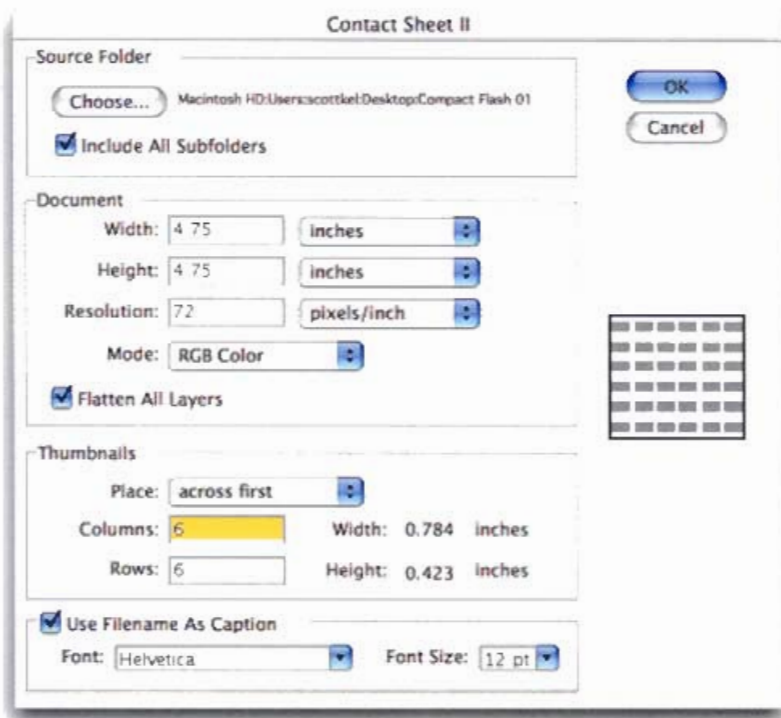 Contact Sheet II
Source Folder
Choose... Macintosh HD:Users:scottkel:Desktop:Compact Flash 01
Include All Subfolders
OK
Cancel
Document
Width: 4.75 inches
Height: 4.75 inches
Resolution: 72 pixels/inch
Mode: RGB Color
Flatten All Layers
Thumbnails
Place: across first
Columns: 6 Width: 0.784 inches
Rows: 6 Height: 0.423 inches
Use Filename As Caption
Font: Helvetica Font Size: 12 pt